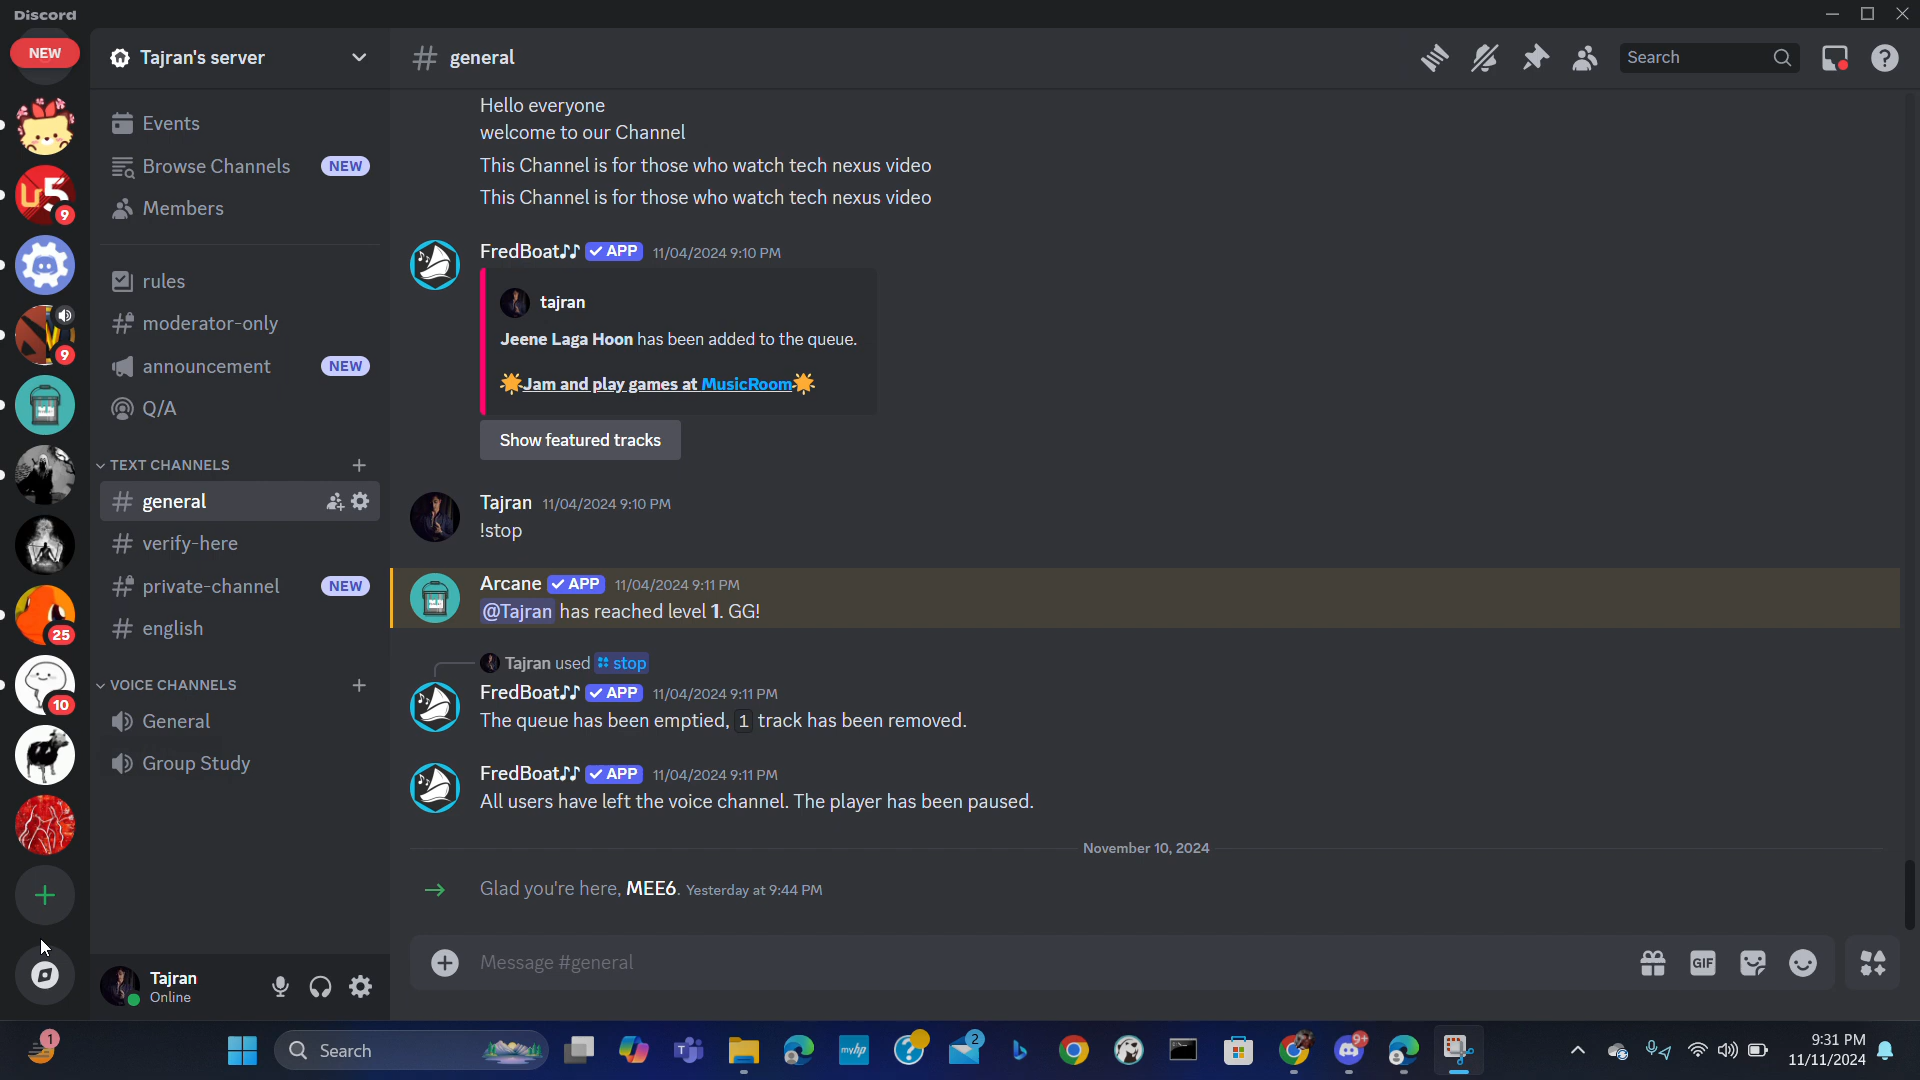 Discord
NEW
9
9
25
10
Tajran's server
Events
Browse Channels NEW
Members
rules
moderator-only
announcement NEW
Q/A
TEXT CHANNELS
general
verify-here
private-channel NEW
english
VOICE CHANNELS
General
Group Study
Tajran
Online
general
Search
Hello everyone
welcome to our Channel
This Channel is for those who watch tech nexus video
This Channel is for those who watch tech nexus video
FredBoat♪♪ ✓ APP 11/04/2024 9:10 PM
tajran
Jeene Laga Hoon has been added to the queue.
🌟Jam and play games at MusicRoom🌟
Show featured tracks
Tajran 11/04/2024 9:10 PM
!stop
Arcane ✓ APP 11/04/2024 9:11 PM
@Tajran has reached level 1. GG!
Tajran used stop
FredBoat♪♪ ✓ APP 11/04/2024 9:11 PM
The queue has been emptied, 1 track has been removed.
FredBoat♪♪ ✓ APP 11/04/2024 9:11 PM
All users have left the voice channel. The player has been paused.
November 10, 2024
Glad you're here, MEE6. Yesterday at 9:44 PM
Message #general
GIF
1
Search
myhp
2
9+
9:31 PM
11/11/2024